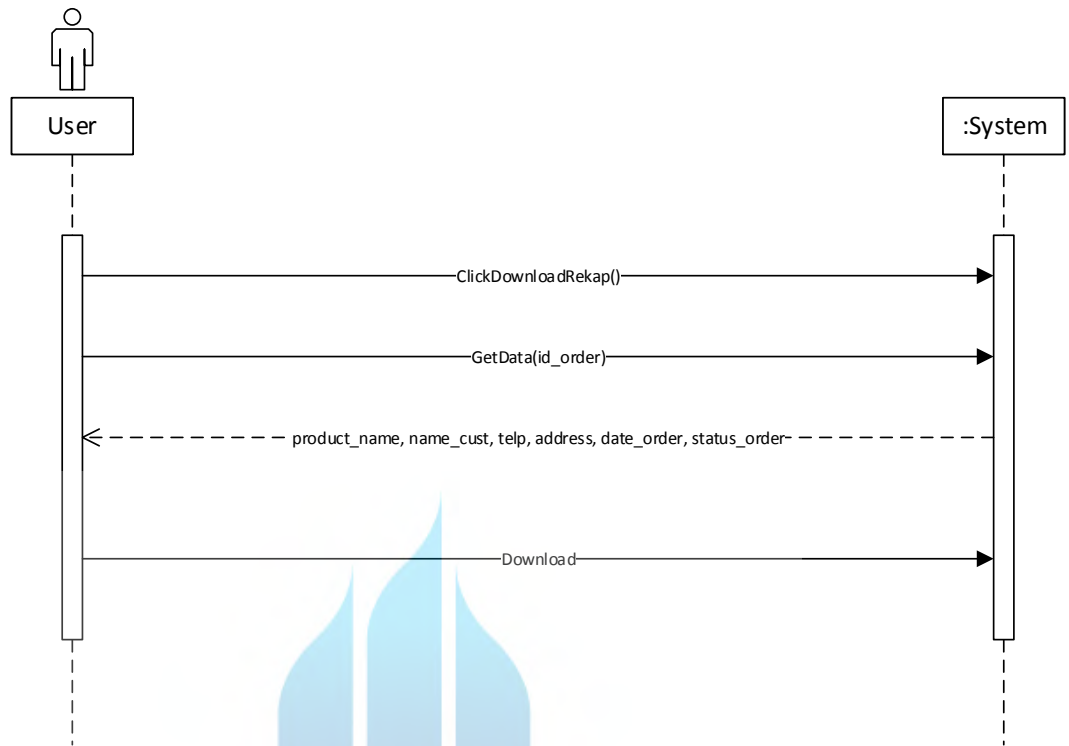 User
:System
ClickDownloadRekap()
GetData(id_order)
product_name, name_cust, telp, address, date_order, status_order
Download